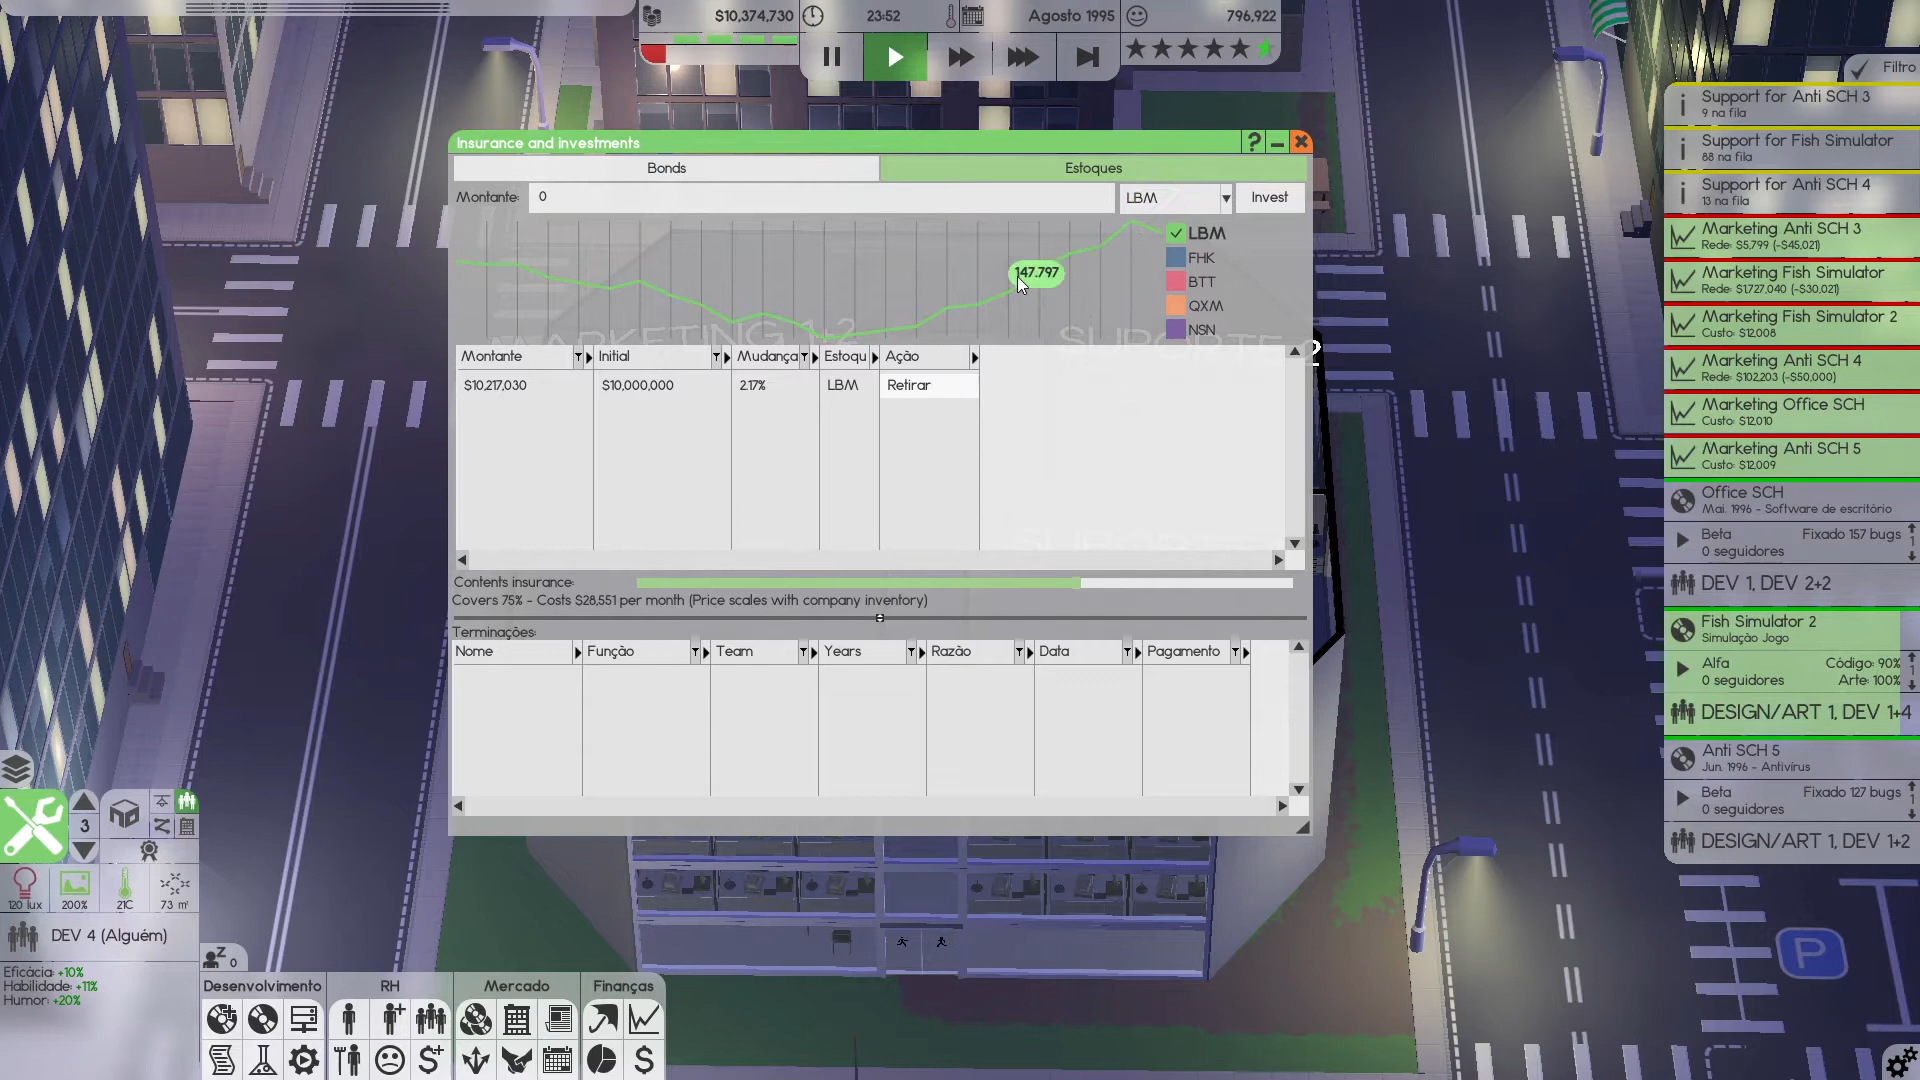 $10,374,730
23:52
Agosto 1995
796,922
Filtro
Insurance and investments
?
Bonds
Estoques
Montante:
0
LBM
Invest
LBM
FHK
BTT
QXM
NSN
147.797
MARKETING 1+2
SUPORTE
Montante
Initial
Mudança
Estoqu
Ação
$10,217,030
$10,000,000
2.17%
LBM
Retirar
Contents insurance:
Covers 75% - Costs $28,551 per month (Price scales with company inventory)
Terminações:
Nome
Função
Team
Years
Razão
Data
Pagamento
Support for Anti SCH 3
9 na fila
Support for Fish Simulator
88 na fila
Support for Anti SCH 4
13 na fila
Marketing Anti SCH 3
Rede: $5,799 (-$45,021)
Marketing Fish Simulator
Rede: $1,727,040 (-$30,021)
Marketing Fish Simulator 2
Custo: $12,008
Marketing Anti SCH 4
Rede: $102,203 (-$50,000)
Marketing Office SCH
Custo: $12,010
Marketing Anti SCH 5
Custo: $12,009
Office SCH
Mai. 1996 - Software de escritório
Beta
Fixado 157 bugs
0 seguidores
1
DEV 1, DEV 2+2
Fish Simulator 2
Simulação Jogo
Alfa
Código: 90%
0 seguidores
Arte: 100%
1
DESIGN/ART 1, DEV 1+4
Anti SCH 5
Jun. 1996 - Antivírus
Beta
Fixado 127 bugs
0 seguidores
1
DESIGN/ART 1, DEV 1+2
P
3
120 lux
200%
21C
73 m²
DEV 4 (Alguém)
Eficácia: +10%
Habilidade: +11%
Humor: +20%
Z
0
Desenvolvimento
RH
Mercado
Finanças